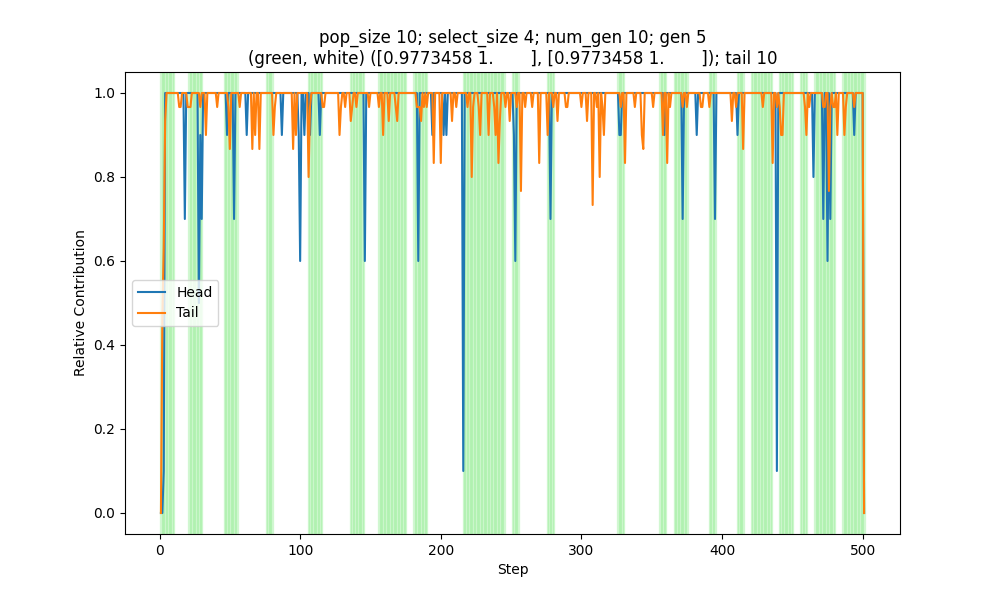 pop_size 10; select_size 4; num_gen 10; gen 5
(green, white) ([0.9773458 1.       ], [0.9773458 1.       ]); tail 10
1.0
0.8
0.6
0.4
0.2
0.0
Relative Contribution
Head
Tail
0 100 200 300 400 500
Step